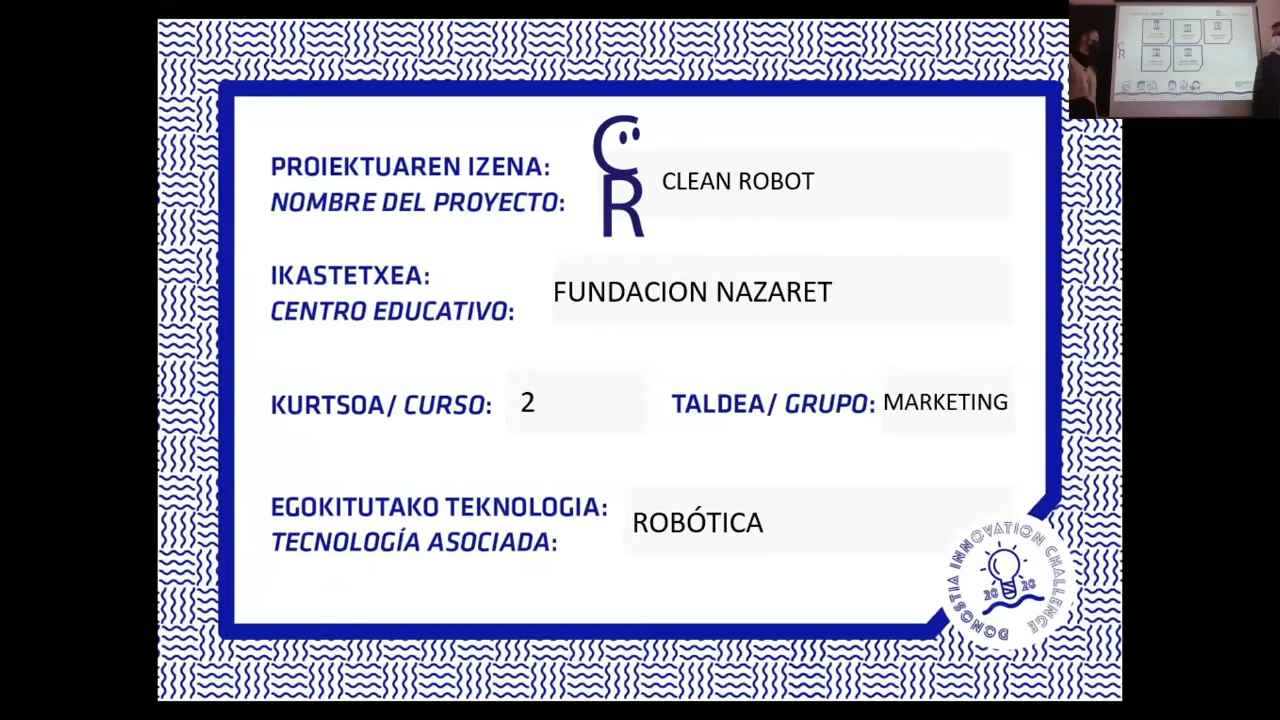 CR
PROIEKTUAREN IZENA:
NOMBRE DEL PROYECTO:
CLEAN ROBOT
IKASTETXEA:
CENTRO EDUCATIVO:
FUNDACION NAZARET
KURTSOA/ CURSO: 2
TALDEA/ GRUPO: MARKETING
EGOKITUTAKO TEKNOLOGIA:
TECNOLOGÍA ASOCIADA:
ROBÓTICA
DONOSTIA INNOVATION CHALLENGE
2020